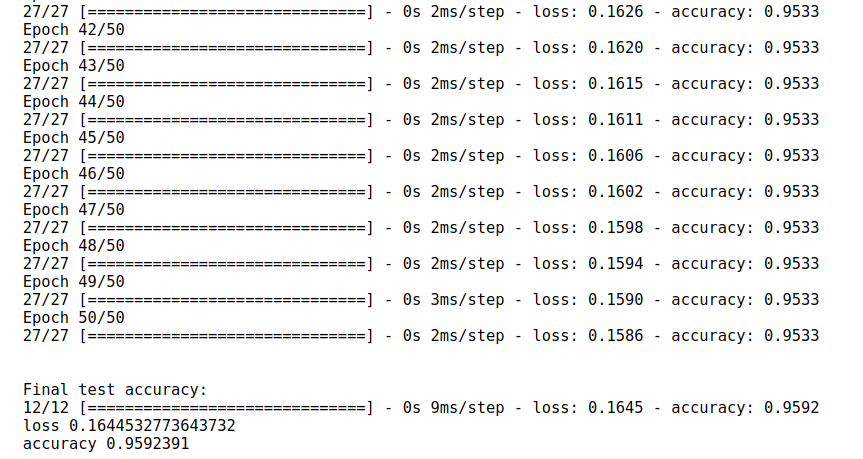 27/27 [==============================] - 0s 2ms/step - loss: 0.1626 - accuracy: 0.9533
Epoch 42/50
27/27 [==============================] - 0s 2ms/step - loss: 0.1620 - accuracy: 0.9533
Epoch 43/50
27/27 [==============================] - 0s 2ms/step - loss: 0.1615 - accuracy: 0.9533
Epoch 44/50
27/27 [==============================] - 0s 2ms/step - loss: 0.1611 - accuracy: 0.9533
Epoch 45/50
27/27 [==============================] - 0s 2ms/step - loss: 0.1606 - accuracy: 0.9533
Epoch 46/50
27/27 [==============================] - 0s 2ms/step - loss: 0.1602 - accuracy: 0.9533
Epoch 47/50
27/27 [==============================] - 0s 2ms/step - loss: 0.1598 - accuracy: 0.9533
Epoch 48/50
27/27 [==============================] - 0s 2ms/step - loss: 0.1594 - accuracy: 0.9533
Epoch 49/50
27/27 [==============================] - 0s 3ms/step - loss: 0.1590 - accuracy: 0.9533
Epoch 50/50
27/27 [==============================] - 0s 2ms/step - loss: 0.1586 - accuracy: 0.9533
Final test accuracy:
12/12 [==============================] - 0s 9ms/step - loss: 0.1645 - accuracy: 0.9592
loss 0.1644532773643732
accuracy 0.9592391